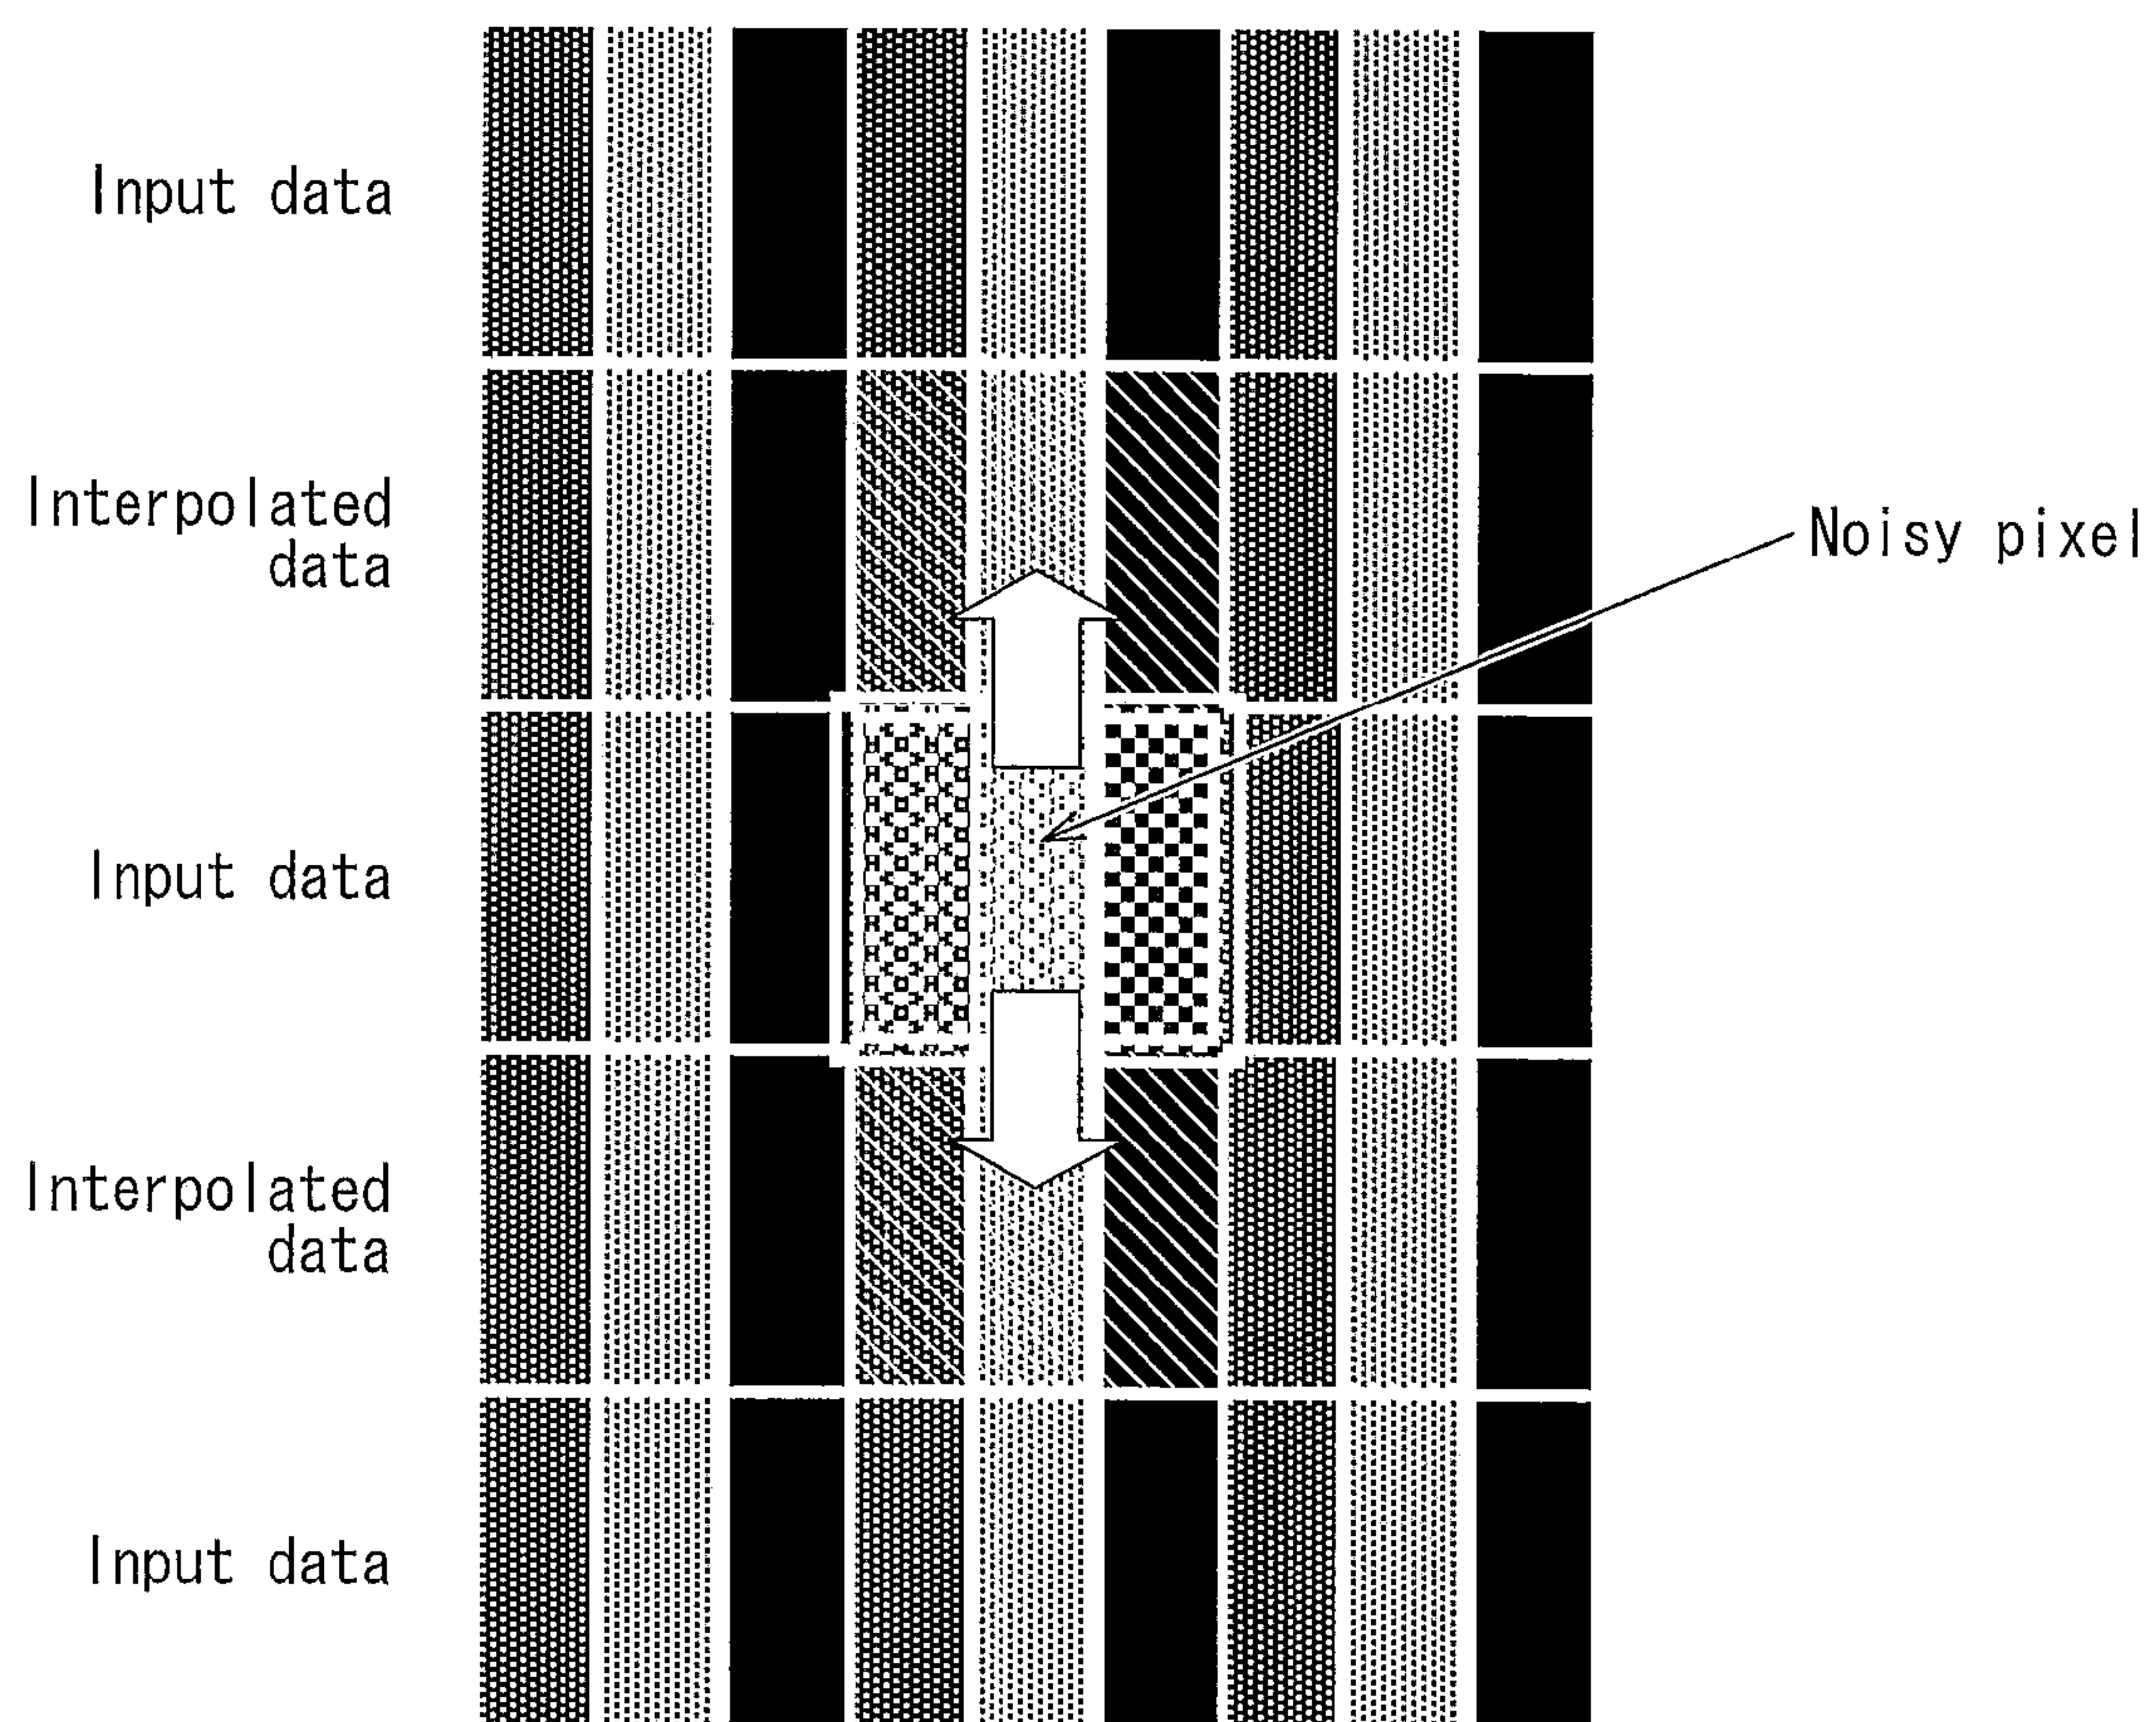 Input data
Interpolated
data
Noisy pixel
Input data
Interpolated
data
Input data